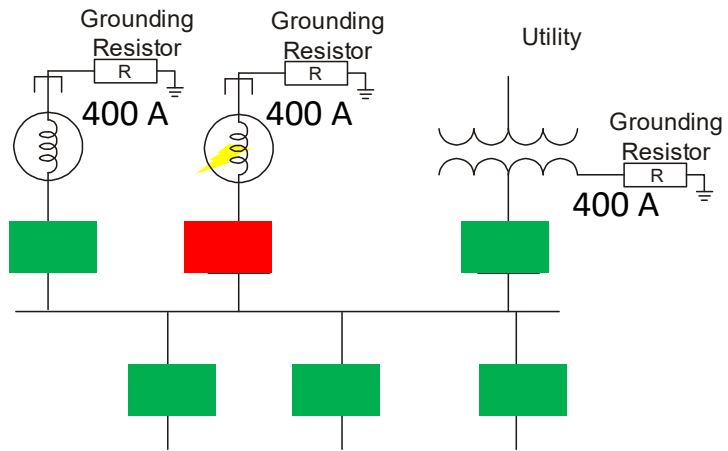 Grounding
Resistor
R
400 A
Grounding
Resistor
R
400 A
Utility
Grounding
Resistor
R
400 A